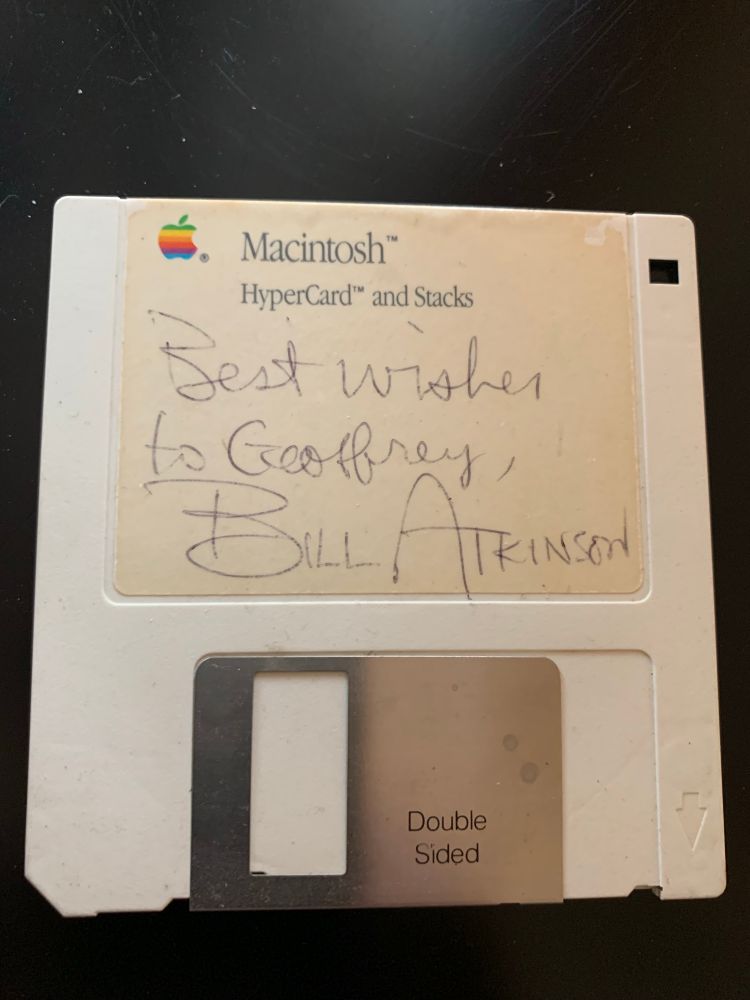 Macintosh™
HyperCard™ and Stacks
Best wishes
to Geoffrey,
BILL ATKINSON
Double
Sided